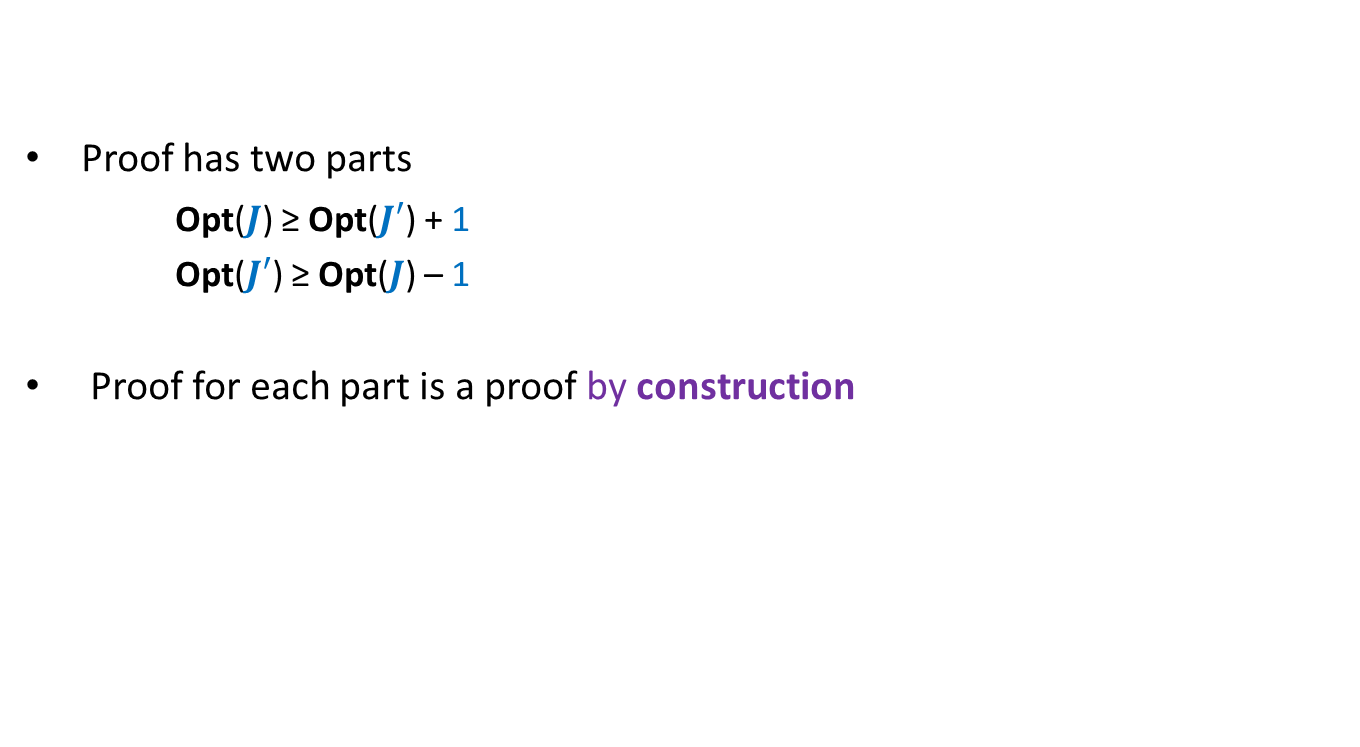 • Proof has two parts
Opt(J) ≥ Opt(J′) + 1
Opt(J′) ≥ Opt(J) – 1
• Proof for each part is a proof by construction